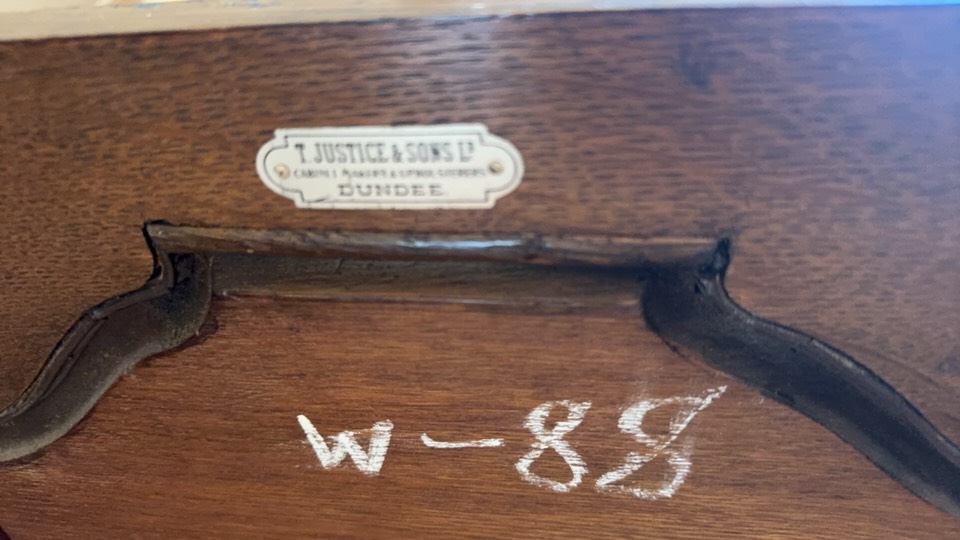 T. JUSTICE & SONS LD
CABINET MAKERS & UPHOLSTERERS
DUNDEE.
W-88